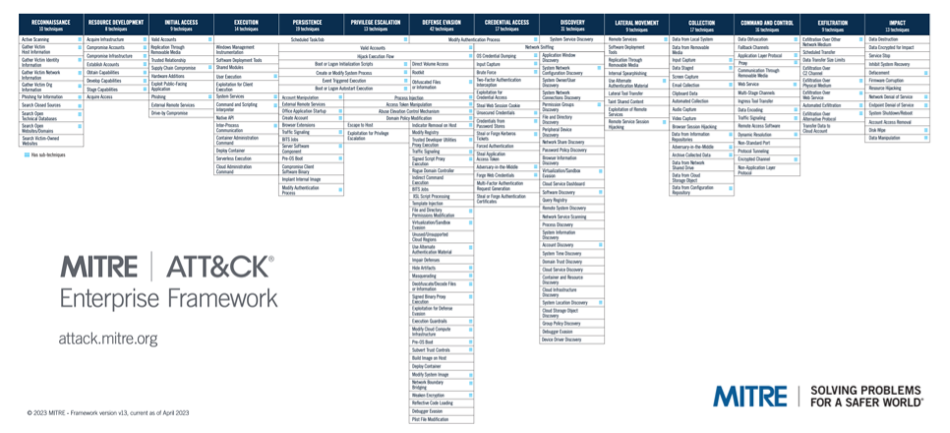 RECONNAISSANCE
10 techniques
RESOURCE DEVELOPMENT
8 techniques
INITIAL ACCESS
9 techniques
EXECUTION
14 techniques
PERSISTENCE
19 techniques
PRIVILEGE ESCALATION
13 techniques
DEFENSE EVASION
42 techniques
CREDENTIAL ACCESS
17 techniques
DISCOVERY
31 techniques
LATERAL MOVEMENT
9 techniques
COLLECTION
17 techniques
COMMAND AND CONTROL
16 techniques
EXFILTRATION
9 techniques
IMPACT
13 techniques
Active Scanning
Gather Victim
Host Information
Gather Victim Identity
Information
Gather Victim Network
Information
Gather Victim Org
Information
Phishing for Information
Search Closed Sources
Search Open
Technical Databases
Search Open
Websites/Domains
Search Victim-Owned
Websites
Has sub-techniques
Acquire Infrastructure
Compromise Accounts
Compromise Infrastructure
Establish Accounts
Obtain Capabilities
Develop Capabilities
Stage Capabilities
Acquire Access
Valid Accounts
Replication Through
Removable Media
Trusted Relationship
Supply Chain Compromise
Hardware Additions
Exploit Public-Facing
Application
Phishing
External Remote Services
Drive-by Compromise
Scheduled Task/Job
Windows Management
Instrumentation
Software Deployment Tools
Shared Modules
User Execution
Exploitation for Client
Execution
System Services
Command and Scripting
Interpreter
Native API
Inter-Process
Communication
Container Administration
Command
Deploy Container
Serverless Execution
Cloud Administration
Command
Valid Accounts
Hijack Execution Flow
Boot or Logon Initialization Scripts
Create or Modify System Process
Event Triggered Execution
Boot or Logon Autostart Execution
Process Injection
Access Token Manipulation
Abuse Elevation Control Mechanism
Domain Policy Modification
Account Manipulation
External Remote Services
Office Application Startup
Create Account
Browser Extensions
Traffic Signaling
BITS Jobs
Server Software
Component
Pre-OS Boot
Compromise Client
Software Binary
Implant Internal Image
Modify Authentication
Process
Escape to Host
Exploitation for Privilege
Escalation
Modify Authentication Process
Direct Volume Access
Rootkit
Obfuscated Files
or Information
Indicator Removal on Host
Modify Registry
Trusted Developer Utilities
Proxy Execution
Traffic Signaling
Signed Script Proxy
Execution
Rogue Domain Controller
Indirect Command
Execution
BITS Jobs
XSL Script Processing
Template Injection
File and Directory
Permissions Modification
Virtualization/Sandbox
Evasion
Unused/Unsupported
Cloud Regions
Use Alternate
Authentication Material
Impair Defenses
Hide Artifacts
Masquerading
Deobfuscate/Decode Files
or Information
Signed Binary Proxy
Execution
Exploitation for Defense
Evasion
Execution Guardrails
Modify Cloud Compute
Infrastructure
Pre-OS Boot
Subvert Trust Controls
Build Image on Host
Deploy Container
Modify System Image
Network Boundary
Bridging
Weaken Encryption
Reflective Code Loading
Debugger Evasion
Plist File Modification
Network Sniffing
OS Credential Dumping
Input Capture
Brute Force
Two-Factor Authentication
Interception
Exploitation for
Credential Access
Steal Web Session Cookie
Unsecured Credentials
Credentials from
Password Stores
Steal or Forge Kerberos
Tickets
Forced Authentication
Steal Application
Access Token
Adversary-in-the-Middle
Forge Web Credentials
Multi-Factor Authentication
Request Generation
Steal or Forge Authentication
Certificates
System Service Discovery
Application Window
Discovery
System Network
Configuration Discovery
System Owner/User
Discovery
System Network
Connections Discovery
Permission Groups
Discovery
File and Directory
Discovery
Peripheral Device
Discovery
Network Share Discovery
Password Policy Discovery
Browser Information
Discovery
Virtualization/Sandbox
Evasion
Cloud Service Dashboard
Software Discovery
Query Registry
Remote System Discovery
Network Service Scanning
Process Discovery
System Information
Discovery
Account Discovery
System Time Discovery
Domain Trust Discovery
Cloud Service Discovery
Container and Resource
Discovery
Cloud Infrastructure
Discovery
System Location Discovery
Cloud Storage Object
Discovery
Group Policy Discovery
Debugger Evasion
Device Driver Discovery
Remote Services
Software Deployment
Tools
Replication Through
Removable Media
Internal Spearphishing
Use Alternate
Authentication Material
Lateral Tool Transfer
Taint Shared Content
Exploitation of Remote
Services
Remote Service Session
Hijacking
Data from Local System
Data from Removable
Media
Input Capture
Data Staged
Screen Capture
Email Collection
Clipboard Data
Automated Collection
Audio Capture
Video Capture
Browser Session Hijacking
Data from Information
Repositories
Adversary-in-the-Middle
Archive Collected Data
Data from Network
Shared Drive
Data from Cloud
Storage Object
Data from Configuration
Repository
Data Obfuscation
Fallback Channels
Application Layer Protocol
Proxy
Communication Through
Removable Media
Web Service
Multi-Stage Channels
Ingress Tool Transfer
Data Encoding
Traffic Signaling
Remote Access Software
Dynamic Resolution
Non-Standard Port
Protocol Tunneling
Encrypted Channel
Non-Application Layer
Protocol
Exfiltration Over Other
Network Medium
Scheduled Transfer
Data Transfer Size Limits
Exfiltration Over
C2 Channel
Exfiltration Over
Physical Medium
Exfiltration Over
Web Service
Automated Exfiltration
Exfiltration Over
Alternative Protocol
Transfer Data to
Cloud Account
Data Destruction
Data Encrypted for Impact
Service Stop
Inhibit System Recovery
Defacement
Firmware Corruption
Resource Hijacking
Network Denial of Service
Endpoint Denial of Service
System Shutdown/Reboot
Account Access Removal
Disk Wipe
Data Manipulation
MITRE | ATT&CK®
Enterprise Framework
attack.mitre.org
© 2023 MITRE - Framework version v13, current as of April 2023
MITRE | SOLVING PROBLEMS
FOR A SAFER WORLD®